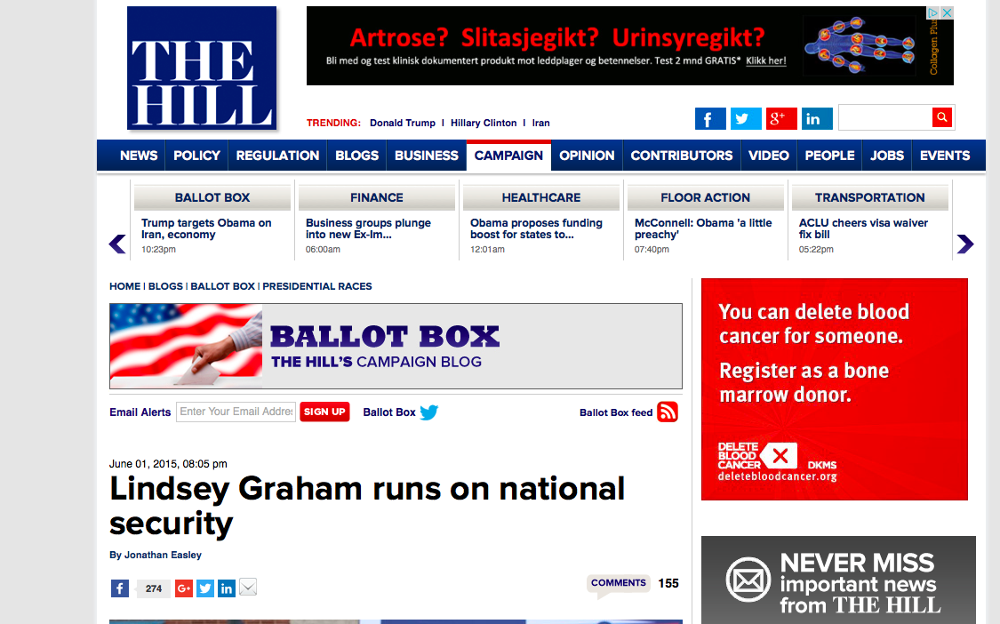 THE
HILL
Artrose? Slitasjegikt? Urinsyregikt?
Bli med og test klinisk dokumentert produkt mot leddplager og betennelser. Test 2 mnd GRATIS* Klikk her!
Collagen Plus
TRENDING: Donald Trump | Hillary Clinton | Iran
NEWS POLICY REGULATION BLOGS BUSINESS CAMPAIGN OPINION CONTRIBUTORS VIDEO PEOPLE JOBS EVENTS
BALLOT BOX
Trump targets Obama on
Iran, economy
10:23pm
FINANCE
Business groups plunge
into new Ex-Im...
06:00am
HEALTHCARE
Obama proposes funding
boost for states to...
12:01am
FLOOR ACTION
McConnell: Obama 'a little
preachy'
07:40pm
TRANSPORTATION
ACLU cheers visa waiver
fix bill
05:22pm
HOME | BLOGS | BALLOT BOX | PRESIDENTIAL RACES
BALLOT BOX
THE HILL'S CAMPAIGN BLOG
Email Alerts Enter Your Email Addres SIGN UP Ballot Box
Ballot Box feed
June 01, 2015, 08:05 pm
Lindsey Graham runs on national
security
By Jonathan Easley
f 274 G+ in
COMMENTS 155
You can delete blood
cancer for someone.
Register as a bone
marrow donor.
DELETE
BLOOD
CANCER DKMS
deletebloodcancer.org
NEVER MISS
important news
from THE HILL